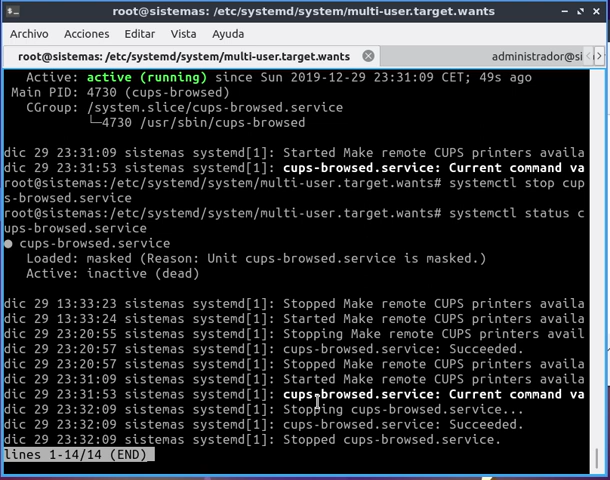 root@sistemas: /etc/systemd/system/multi-user.target.wants
Archivo Acciones Editar Vista Ayuda
root@sistemas: /etc/systemd/system/multi-user.target.wants administrador@si
Active: active (running) since Sun 2019-12-29 23:31:09 CET; 49s ago
Main PID: 4730 (cups-browsed)
CGroup: /system.slice/cups-browsed.service
└─4730 /usr/sbin/cups-browsed
dic 29 23:31:09 sistemas systemd[1]: Started Make remote CUPS printers availa
dic 29 23:31:53 sistemas systemd[1]: cups-browsed.service: Current command va
root@sistemas:/etc/systemd/system/multi-user.target.wants# systemctl stop cup
s-browsed.service
root@sistemas:/etc/systemd/system/multi-user.target.wants# systemctl status c
ups-browsed.service
● cups-browsed.service
Loaded: masked (Reason: Unit cups-browsed.service is masked.)
Active: inactive (dead)
dic 29 13:33:23 sistemas systemd[1]: Stopped Make remote CUPS printers availa
dic 29 13:33:24 sistemas systemd[1]: Started Make remote CUPS printers availa
dic 29 23:20:55 sistemas systemd[1]: Stopping Make remote CUPS printers avail
dic 29 23:20:57 sistemas systemd[1]: cups-browsed.service: Succeeded.
dic 29 23:20:57 sistemas systemd[1]: Stopped Make remote CUPS printers availa
dic 29 23:31:09 sistemas systemd[1]: Started Make remote CUPS printers availa
dic 29 23:31:53 sistemas systemd[1]: cups-browsed.service: Current command va
dic 29 23:32:09 sistemas systemd[1]: Stopping cups-browsed.service...
dic 29 23:32:09 sistemas systemd[1]: cups-browsed.service: Succeeded.
dic 29 23:32:09 sistemas systemd[1]: Stopped cups-browsed.service.
lines 1-14/14 (END)